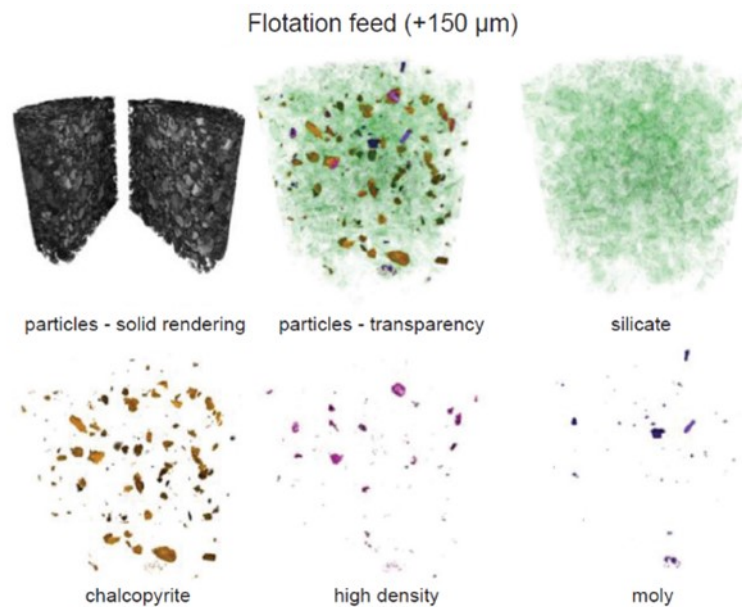 Flotation feed (+150 µm)
particles - solid rendering
particles - transparency
silicate
chalcopyrite
high density
moly